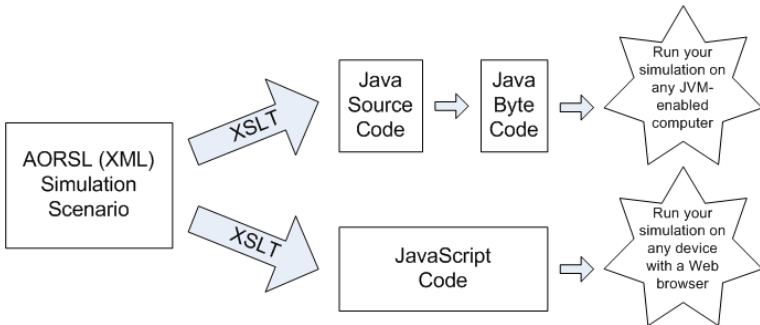 AORSL (XML)
Simulation
Scenario
XSLT
Java
Source
Code
Java
Byte
Code
Run your
simulation on
any JVM-
enabled
computer
XSLT
JavaScript
Code
Run your
simulation on
any device
with a Web
browser